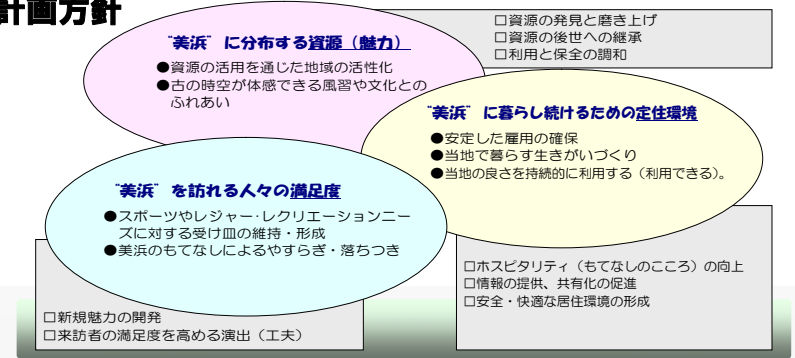 計画方針
□資源の発見と磨き上げ
□資源の後世への継承
□利用と保全の調和
“美浜”に分布する資源（魅力）
●資源の活用を通じた地域の活性化
●古の時空が体感できる風習や文化との
ふれあい
“美浜”に暮らし続けるための定住環境
●安定した雇用の確保
●当地で暮らす生きがいづくり
●当地の良さを持続的に利用する（利用できる）。
“美浜”を訪れる人々の満足度
●スポーツやレジャー・レクリエーションニー
ズに対する受け皿の維持・形成
●美浜のもてなしによるやすらぎ・落ちつき
□ホスピタリティ（もてなしのこころ）の向上
□情報の提供、共有化の促進
□安全・快適な居住環境の形成
□新規魅力の開発
□来訪者の満足度を高める演出（工夫）